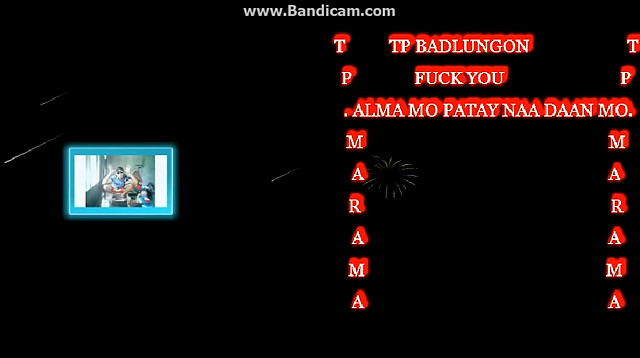 www.Bandicam.com
T TP BADLUNGON T
P FUCK YOU P
. ALMA MO PATAY NAA DAAN MO.
M M
A A
R R
A A
M M
A A